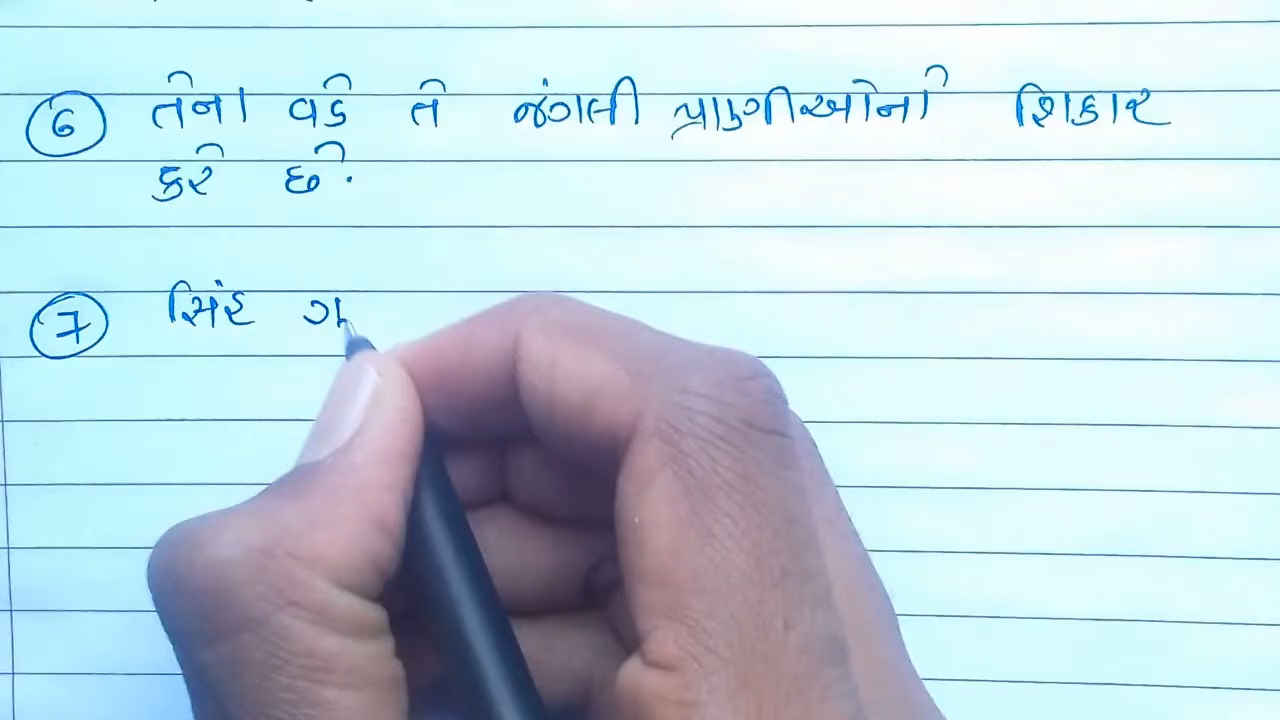 6 તેના વડે તે જંગલી પ્રાણીઓનો શિકાર
કરે છે.
7 સિંહ ગ